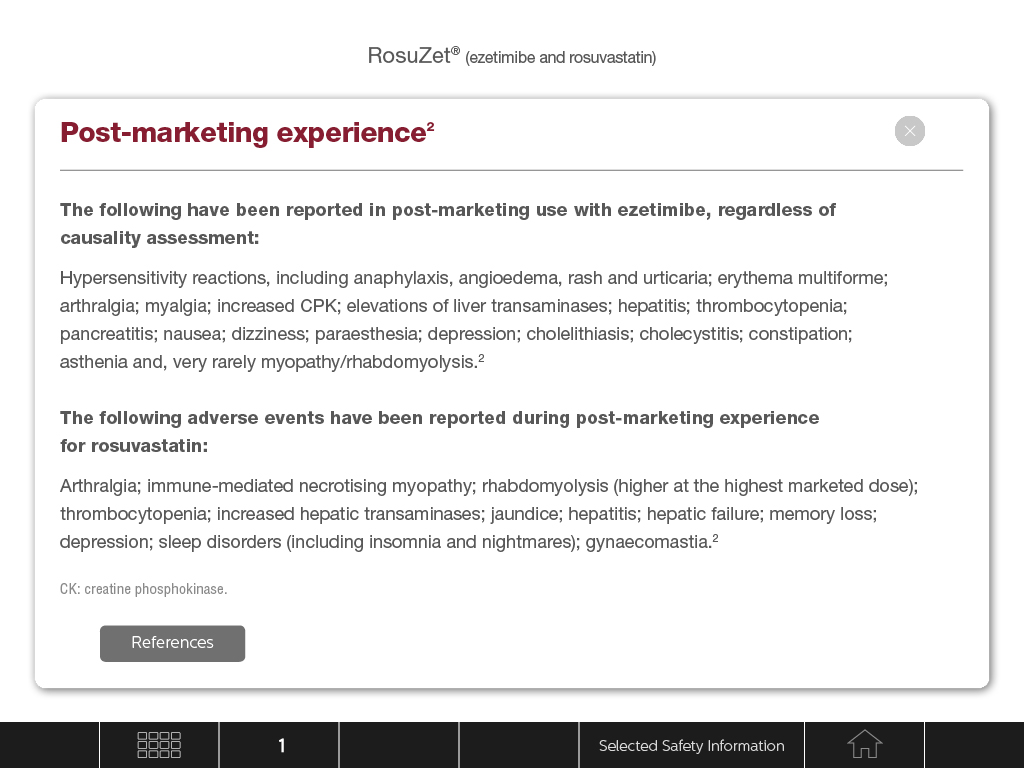 RosuZet® (ezetimibe and rosuvastatin)
Post-marketing experience²
The following have been reported in post-marketing use with ezetimibe, regardless of
causality assessment:
Hypersensitivity reactions, including anaphylaxis, angioedema, rash and urticaria; erythema multiforme;
arthralgia; myalgia; increased CPK; elevations of liver transaminases; hepatitis; thrombocytopenia;
pancreatitis; nausea; dizziness; paraesthesia; depression; cholelithiasis; cholecystitis; constipation;
asthenia and, very rarely myopathy/rhabdomyolysis.²
The following adverse events have been reported during post-marketing experience
for rosuvastatin:
Arthralgia; immune-mediated necrotising myopathy; rhabdomyolysis (higher at the highest marketed dose);
thrombocytopenia; increased hepatic transaminases; jaundice; hepatitis; hepatic failure; memory loss;
depression; sleep disorders (including insomnia and nightmares); gynaecomastia.²
CK: creatine phosphokinase.
References
1
Selected Safety Information